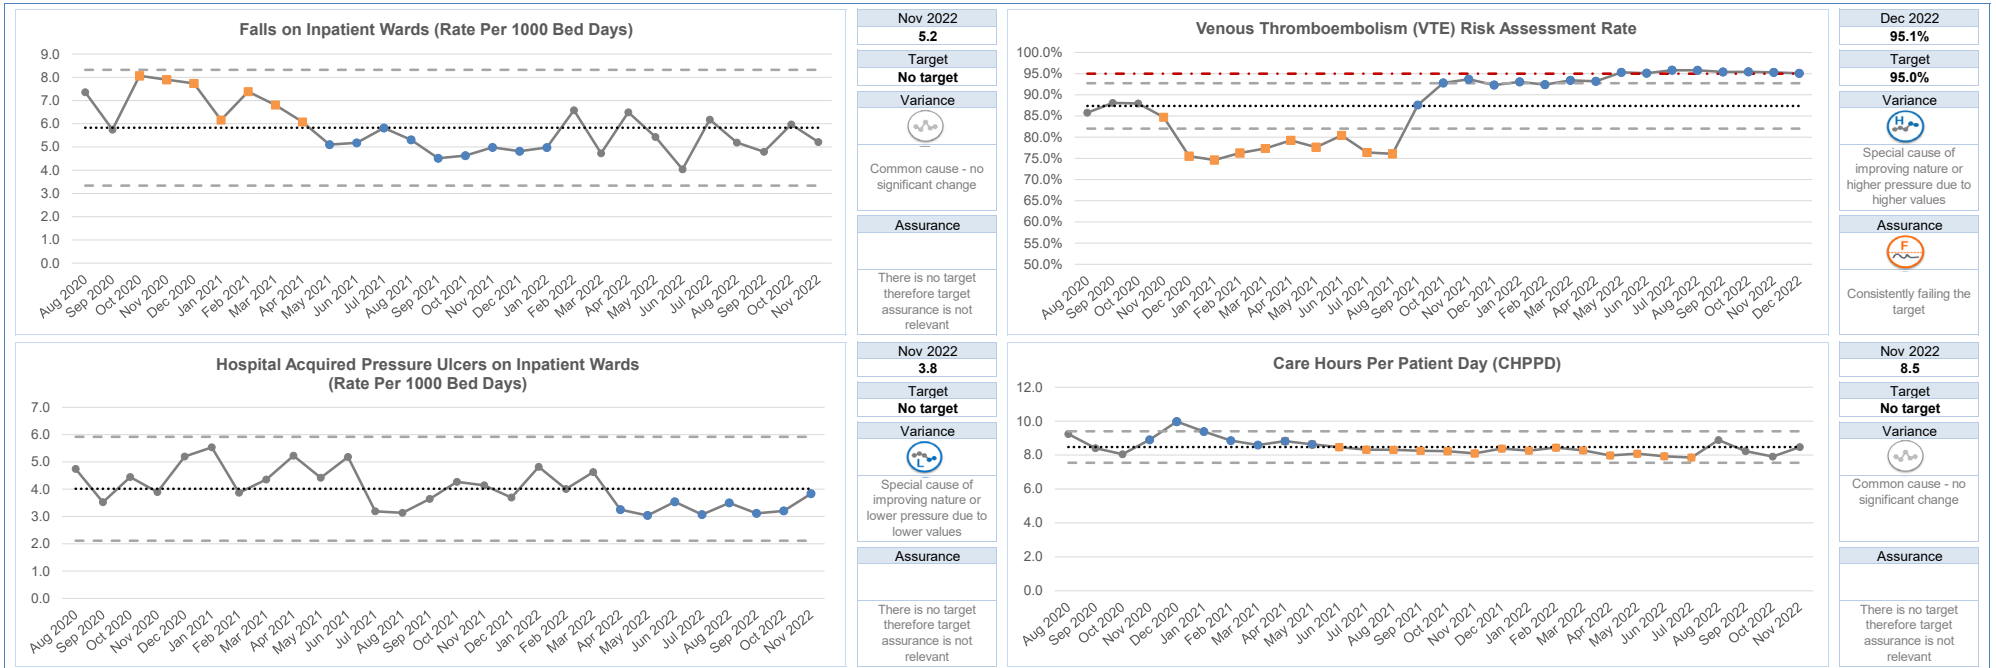 Falls on Inpatient Wards (Rate Per 1000 Bed Days)
9.0
8.0
7.0
6.0
5.0
4.0
3.0
2.0
1.0
0.0
Aug 2020
Sep 2020
Oct 2020
Nov 2020
Dec 2020
Jan 2021
Feb 2021
Mar 2021
Apr 2021
May 2021
Jun 2021
Jul 2021
Aug 2021
Sep 2021
Oct 2021
Nov 2021
Dec 2021
Jan 2022
Feb 2022
Mar 2022
Apr 2022
May 2022
Jun 2022
Jul 2022
Aug 2022
Sep 2022
Oct 2022
Nov 2022
Nov 2022
5.2
Target
No target
Variance
Common cause - no
significant change
Assurance
There is no target
therefore target
assurance is not
relevant
Venous Thromboembolism (VTE) Risk Assessment Rate
100.0%
95.0%
90.0%
85.0%
80.0%
75.0%
70.0%
65.0%
60.0%
55.0%
50.0%
Aug 2020
Sep 2020
Oct 2020
Nov 2020
Dec 2020
Jan 2021
Feb 2021
Mar 2021
Apr 2021
May 2021
Jun 2021
Jul 2021
Aug 2021
Sep 2021
Oct 2021
Nov 2021
Dec 2021
Jan 2022
Feb 2022
Mar 2022
Apr 2022
May 2022
Jun 2022
Jul 2022
Aug 2022
Sep 2022
Oct 2022
Nov 2022
Dec 2022
Dec 2022
95.1%
Target
95.0%
Variance
H
Special cause of
improving nature or
higher pressure due to
higher values
Assurance
F
Consistently failing the
target
Hospital Acquired Pressure Ulcers on Inpatient Wards
(Rate Per 1000 Bed Days)
7.0
6.0
5.0
4.0
3.0
2.0
1.0
0.0
Aug 2020
Sep 2020
Oct 2020
Nov 2020
Dec 2020
Jan 2021
Feb 2021
Mar 2021
Apr 2021
May 2021
Jun 2021
Jul 2021
Aug 2021
Sep 2021
Oct 2021
Nov 2021
Dec 2021
Jan 2022
Feb 2022
Mar 2022
Apr 2022
May 2022
Jun 2022
Jul 2022
Aug 2022
Sep 2022
Oct 2022
Nov 2022
Nov 2022
3.8
Target
No target
Variance
L
Special cause of
improving nature or
lower pressure due to
lower values
Assurance
There is no target
therefore target
assurance is not
relevant
Care Hours Per Patient Day (CHPPD)
12.0
10.0
8.0
6.0
4.0
2.0
0.0
Aug 2020
Sep 2020
Oct 2020
Nov 2020
Dec 2020
Jan 2021
Feb 2021
Mar 2021
Apr 2021
May 2021
Jun 2021
Jul 2021
Aug 2021
Sep 2021
Oct 2021
Nov 2021
Dec 2021
Jan 2022
Feb 2022
Mar 2022
Apr 2022
May 2022
Jun 2022
Jul 2022
Aug 2022
Sep 2022
Oct 2022
Nov 2022
Nov 2022
8.5
Target
No target
Variance
Common cause - no
significant change
Assurance
There is no target
therefore target
assurance is not
relevant